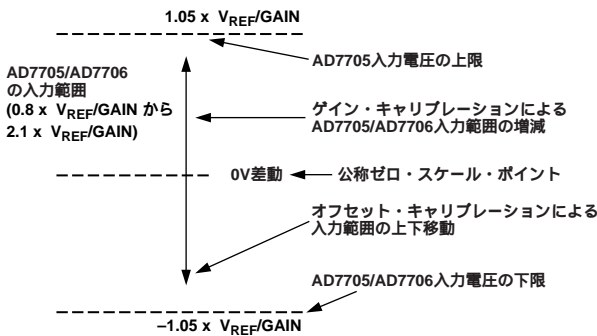 1.05 x VREF/GAIN
AD7705入力電圧の上限
AD7705/AD7706
の入力範囲
(0.8 x VREF/GAIN から
2.1 x VREF/GAIN)
ゲイン・キャリブレーションによる
AD7705/AD7706入力範囲の増減
0V差動
公称ゼロ・スケール・ポイント
オフセット・キャリブレーションによる
入力範囲の上下移動
AD7705/AD7706入力電圧の下限
–1.05 x VREF/GAIN